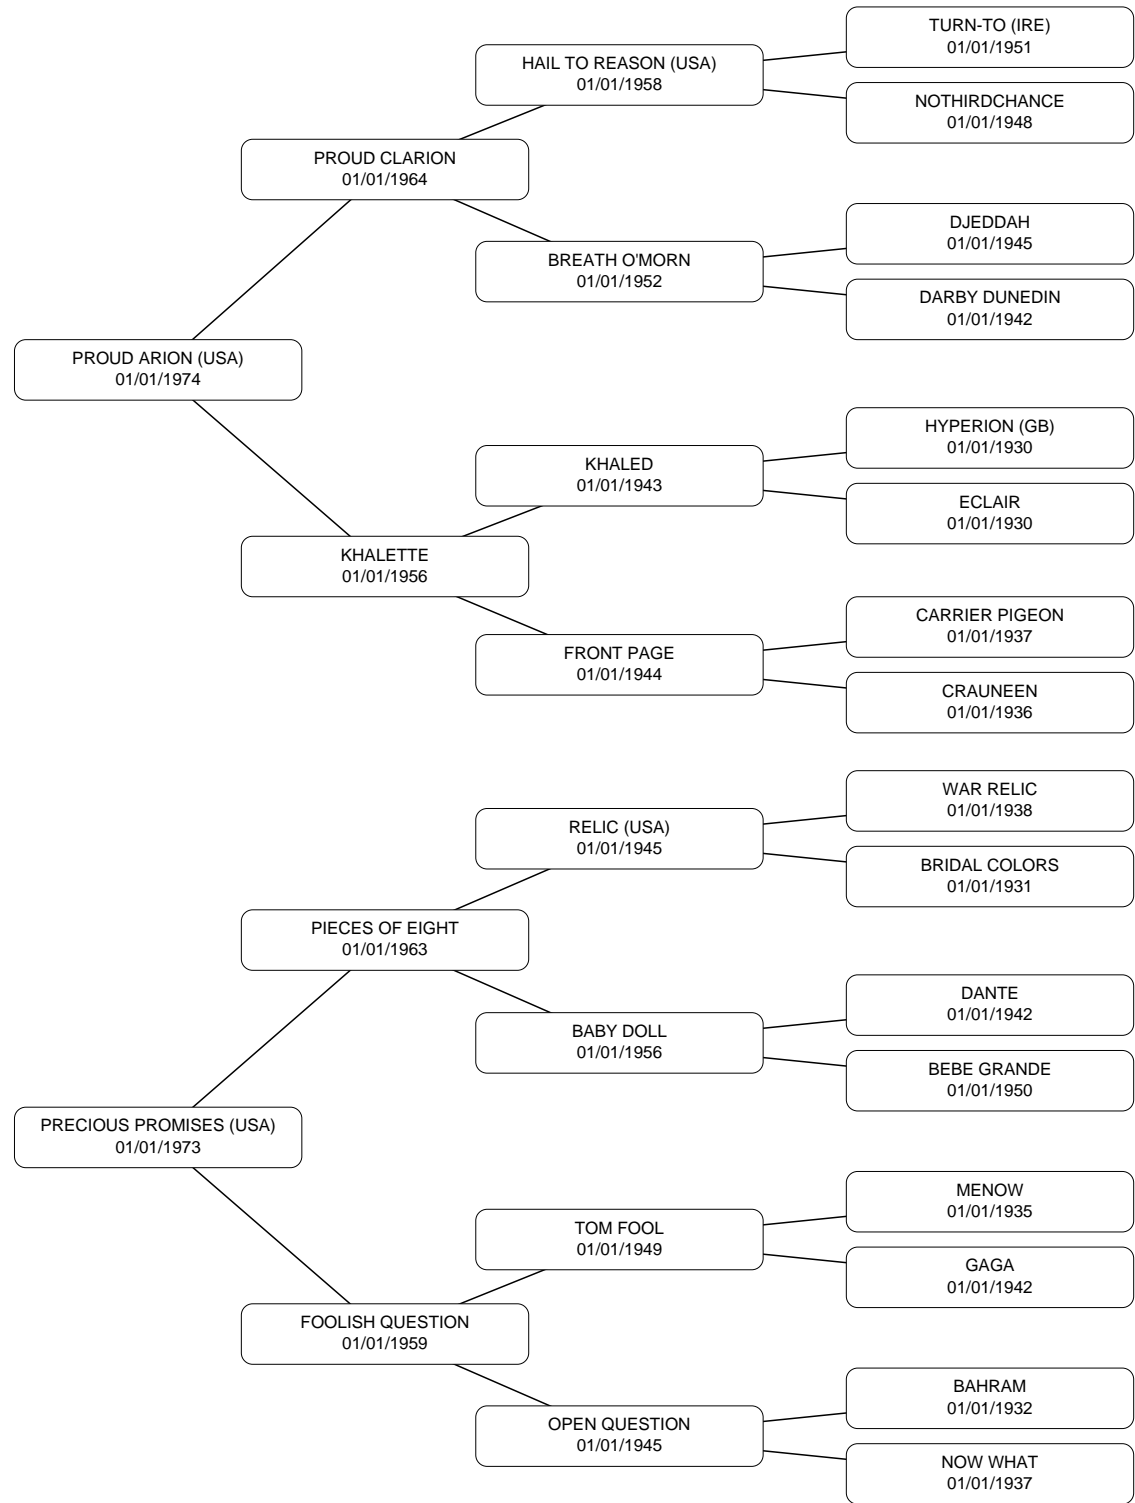 TURN-TO (IRE)
01/01/1951
HAIL TO REASON (USA)
01/01/1958
NOTHIRDCHANCE
01/01/1948
PROUD CLARION
01/01/1964
DJEDDAH
01/01/1945
BREATH O'MORN
01/01/1952
DARBY DUNEDIN
01/01/1942
PROUD ARION (USA)
01/01/1974
HYPERION (GB)
01/01/1930
KHALED
01/01/1943
ECLAIR
01/01/1930
KHALETTE
01/01/1956
CARRIER PIGEON
01/01/1937
FRONT PAGE
01/01/1944
CRAUNEEN
01/01/1936
WAR RELIC
01/01/1938
RELIC (USA)
01/01/1945
BRIDAL COLORS
01/01/1931
PIECES OF EIGHT
01/01/1963
DANTE
01/01/1942
BABY DOLL
01/01/1956
BEBE GRANDE
01/01/1950
PRECIOUS PROMISES (USA)
01/01/1973
MENOW
01/01/1935
TOM FOOL
01/01/1949
GAGA
01/01/1942
FOOLISH QUESTION
01/01/1959
BAHRAM
01/01/1932
OPEN QUESTION
01/01/1945
NOW WHAT
01/01/1937